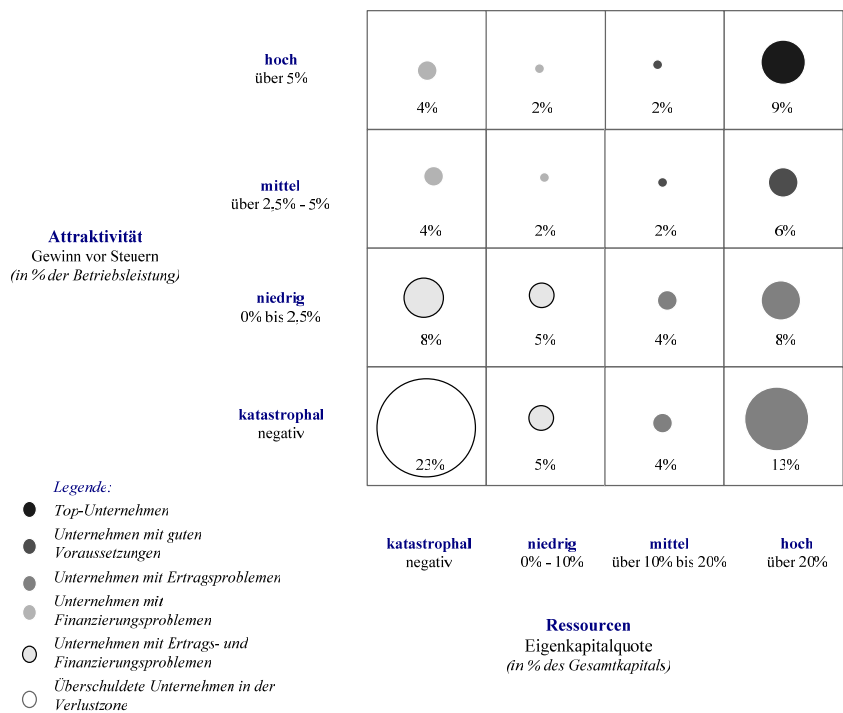 hoch
über 5%
4%
2%
2%
9%
mittel
über 2,5% - 5%
4%
2%
2%
6%
Attraktivität
Gewinn vor Steuern
(in % der Betriebsleistung)
niedrig
0% bis 2,5%
8%
5%
4%
8%
katastrophal
negativ
23%
5%
4%
13%
Legende:
Top-Unternehmen
Unternehmen mit guten
Voraussetzungen
Unternehmen mit Ertragsproblemen
Unternehmen mit
Finanzierungsproblemen
Unternehmen mit Ertrags- und
Finanzierungsproblemen
Überschuldete Unternehmen in der
Verlustzone
katastrophal
negativ
niedrig
0% - 10%
mittel
über 10% bis 20%
hoch
über 20%
Ressourcen
Eigenkapitalquote
(in % des Gesamtkapitals)